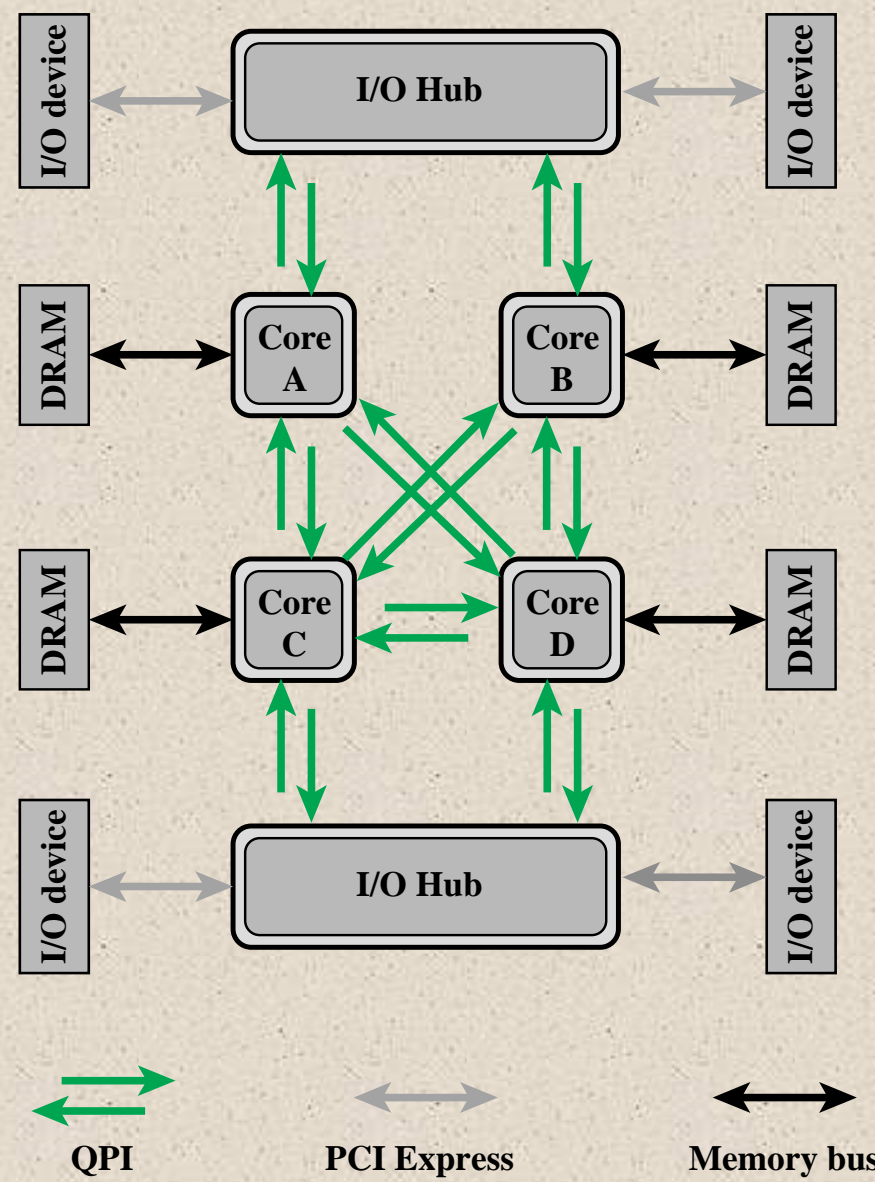 I/O device
I/O Hub
I/O device
DRAM
Core
A
Core
B
DRAM
DRAM
Core
C
Core
D
DRAM
I/O device
I/O Hub
I/O device
QPI
PCI Express
Memory bus